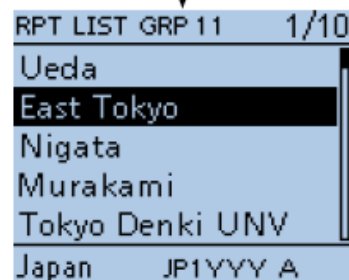 RPT LIST GRP 11 1/10
Ueda
East Tokyo
Nigata
Murakami
Tokyo Denki UNV
Japan JP1YYY A